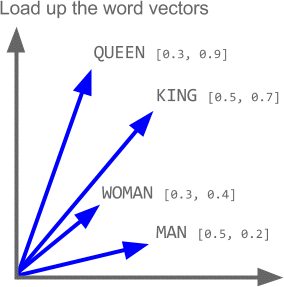 Load up the word vectors
QUEEN [0.3, 0.9]
KING [0.5, 0.7]
WOMAN [0.3, 0.4]
MAN [0.5, 0.2]